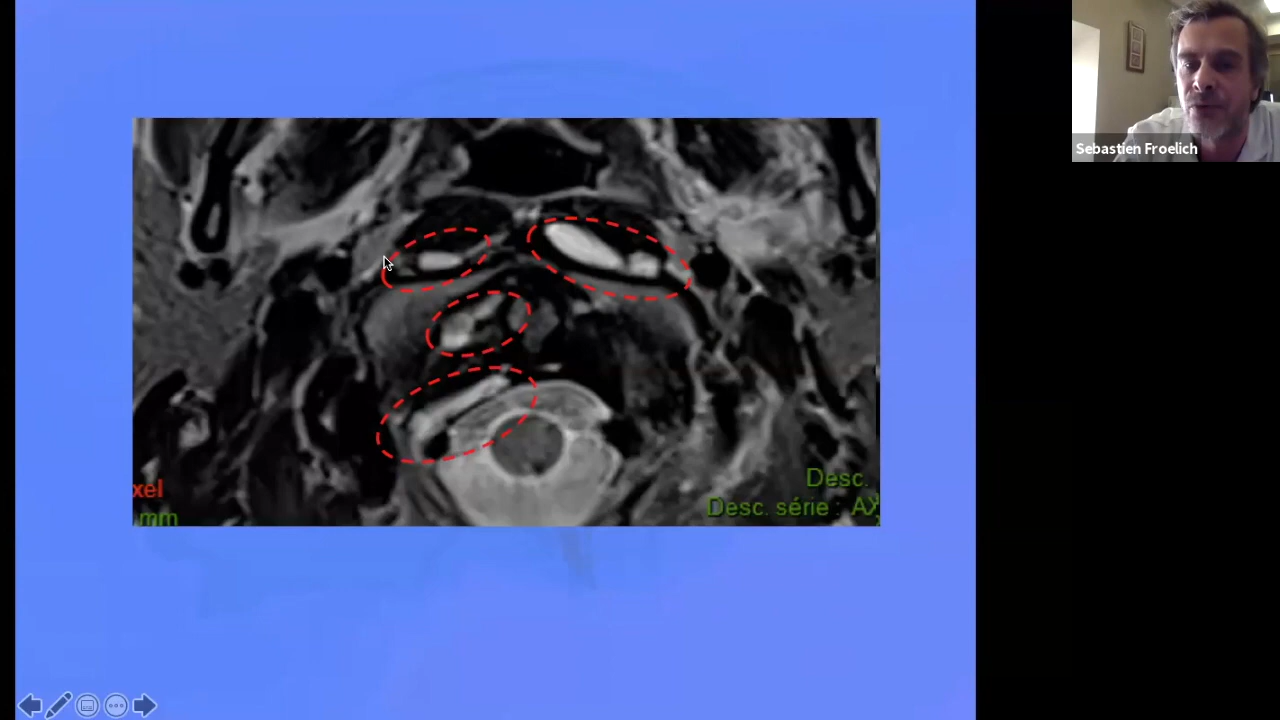 Sebastien Froelich
xel
mm
Desc.
Desc. série : AX